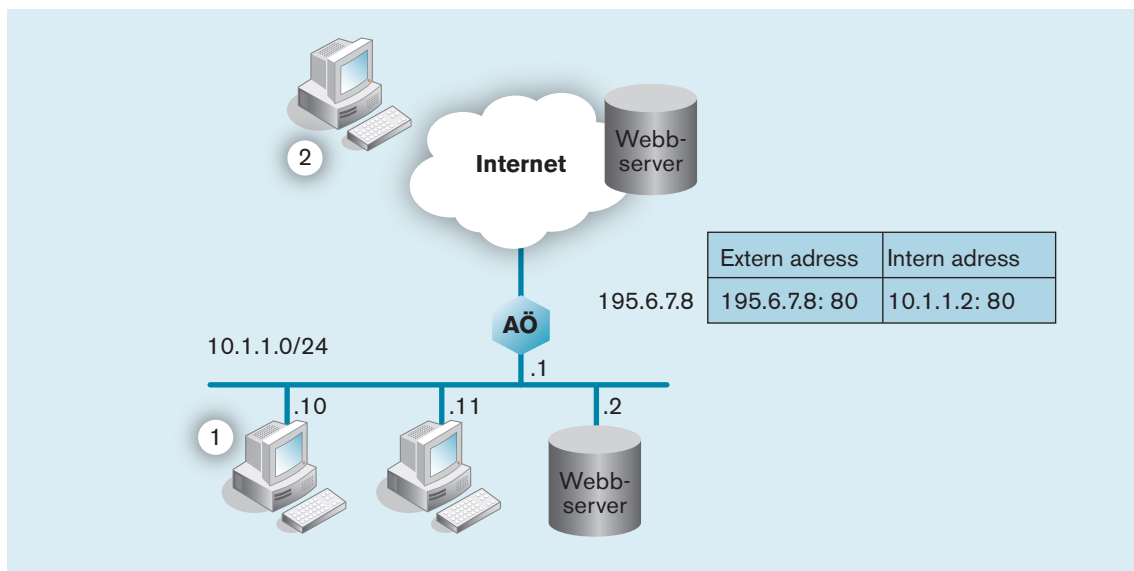 2
Internet
Webb-
server
Extern adress Intern adress
195.6.7.8 195.6.7.8: 80 10.1.1.2: 80
AÖ
10.1.1.0/24
.1
.10 .11 .2
1
Webb-
server